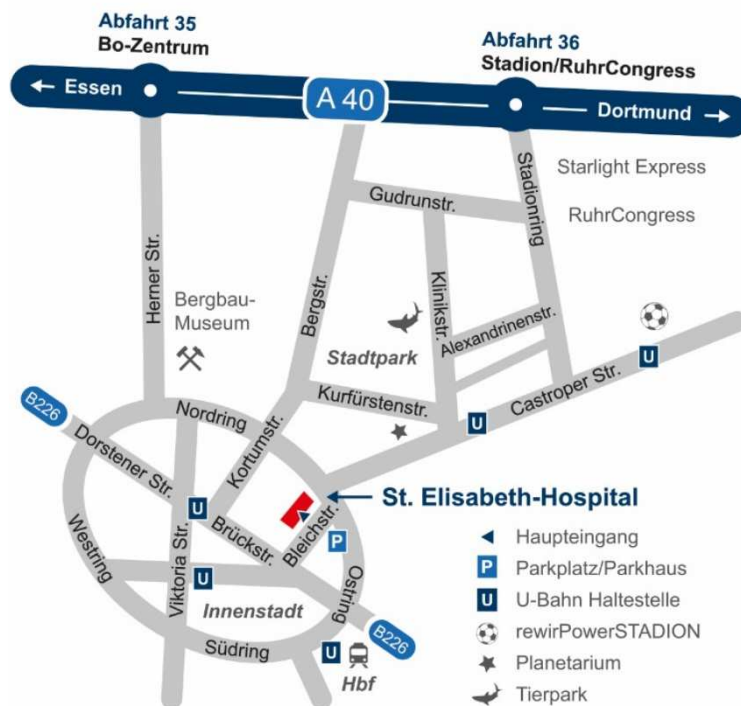 Abfahrt 35
Bo-Zentrum
Abfahrt 36
Stadion/RuhrCongress
← Essen
A 40
Dortmund →
Starlight Express
RuhrCongress
Gudrunstr.
Stadionring
Herner Str.
Bergstr.
Klinikstr.
Bergbau-
Museum
Stadtpark
Alexandrinenstr.
Kurfürstenstr.
Castroper Str.
U
U
B226
Nordring
Dorstener Str.
Kortumstr.
St. Elisabeth-Hospital
U
Brückstr.
Bleichstr.
P
Westring
Viktoria Str.
U
Innenstadt
Ostring
B226
Südring
U
Hbf
Haupteingang
P Parkplatz/Parkhaus
U U-Bahn Haltestelle
rewirPowerSTADION
Planetarium
Tierpark